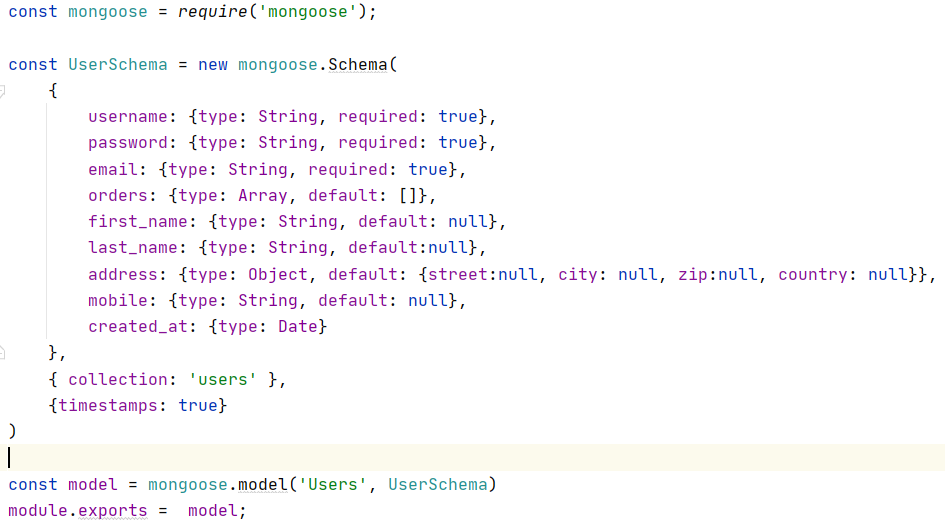 const mongoose = require('mongoose');
const UserSchema = new mongoose.Schema(
{
username: {type: String, required: true},
password: {type: String, required: true},
email: {type: String, required: true},
orders: {type: Array, default: []},
first_name: {type: String, default: null},
last_name: {type: String, default:null},
address: {type: Object, default: {street:null, city: null, zip:null, country: null}},
mobile: {type: String, default: null},
created_at: {type: Date}
},
{ collection: 'users' },
{timestamps: true}
)
const model = mongoose.model('Users', UserSchema)
module.exports =  model;